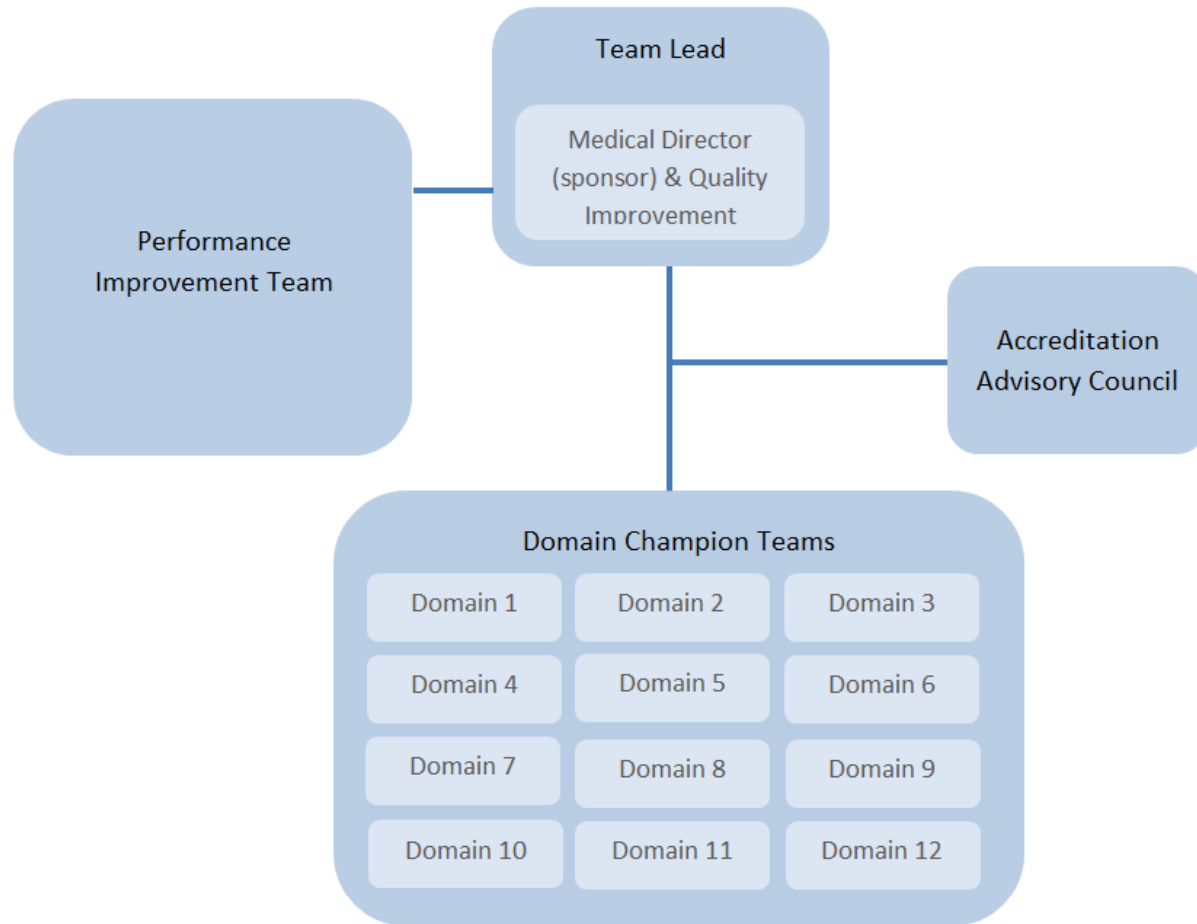 Team Lead
Medical Director
(sponsor) & Quality
Improvement
Performance
Improvement Team
Accreditation
Advisory Council
Domain Champion Teams
Domain 1
Domain 2
Domain 3
Domain 4
Domain 5
Domain 6
Domain 7
Domain 8
Domain 9
Domain 10
Domain 11
Domain 12